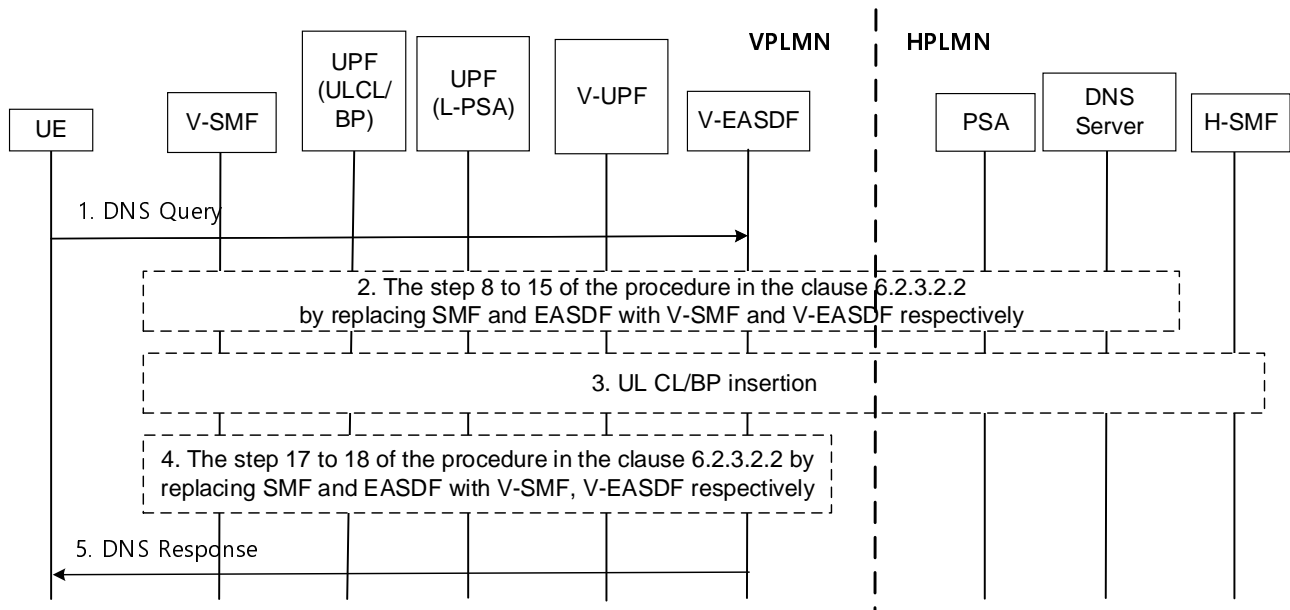 VPLMN
HPLMN
UE
V-SMF
UPF
(ULCL/
BP)
UPF
(L-PSA)
V-UPF
V-EASDF
PSA
DNS
Server
H-SMF
1. DNS Query
2. The step 8 to 15 of the procedure in the clause 6.2.3.2.2
by replacing SMF and EASDF with V-SMF and V-EASDF respectively
3. UL CL/BP insertion
4. The step 17 to 18 of the procedure in the clause 6.2.3.2.2 by
replacing SMF and EASDF with V-SMF, V-EASDF respectively
5. DNS Response